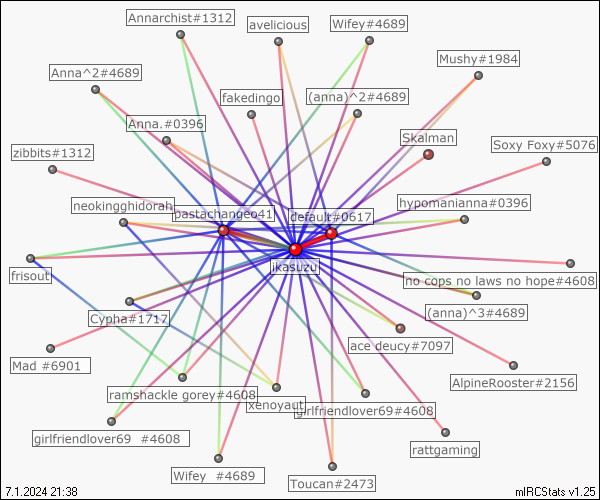 Annarchist#1312
avelicious
Wifey#4689
Mushy#1984
Anna^2#4689
fakedingo
(anna)^2#4689
Anna.#0396
Skalman
zibbits#1312
Soxy Foxy#5076
neokingghidorah
pastachangeo41
default#0617
hypomanianna#0396
ikasuzu
frisout
no cops no laws no hope#4608
Cypha#1717
(anna)^3#4689
ace deucy#7097
Mad #6901
AlpineRooster#2156
ramshackle gorey#4608
xenoyaut
girlfriendlover69#4608
girlfriendlover69 #4608
rattgaming
Wifey #4689
Toucan#2473
7.1.2024 21:38
mIRCStats v1.25